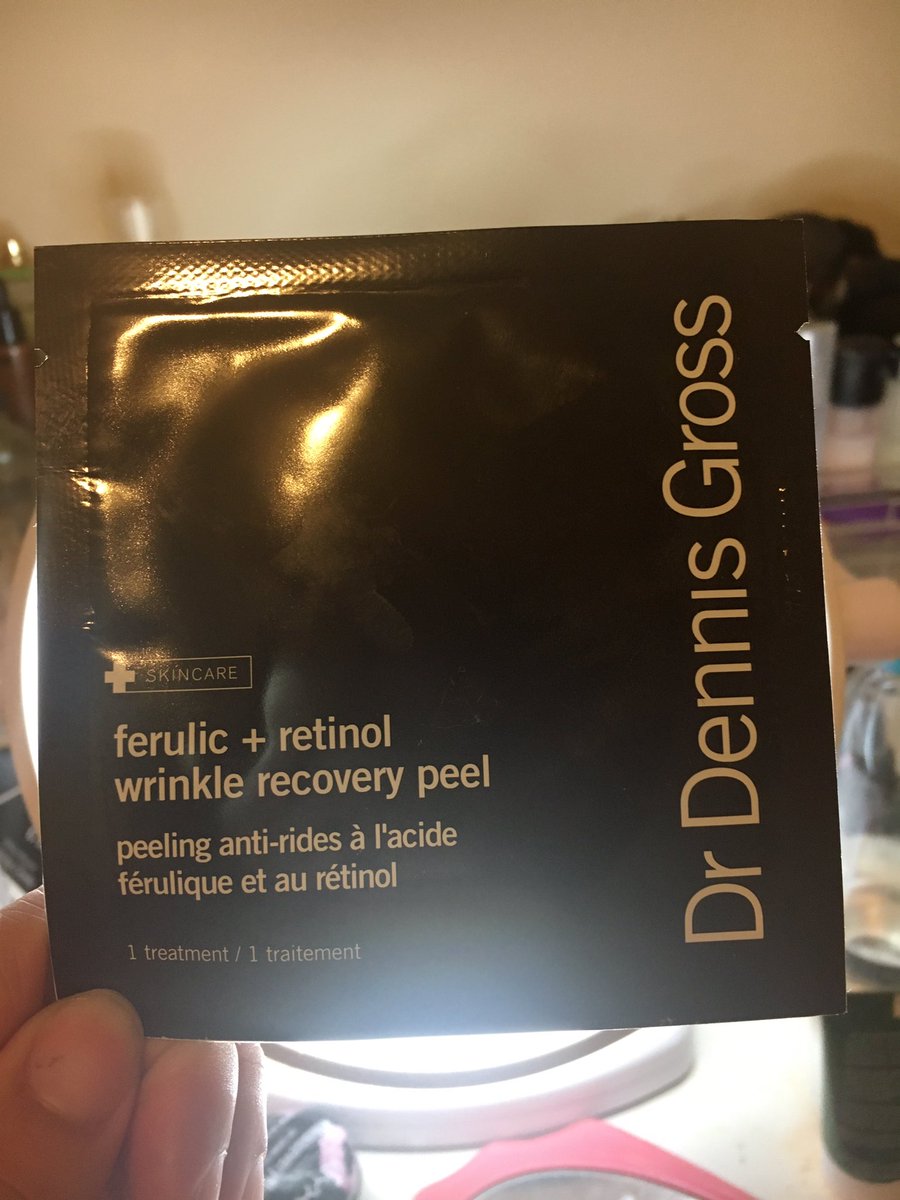 Dr Dennis Gross
SKINCARE
ferulic + retinol
wrinkle recovery peel
peeling anti-rides à l'acide
férulique et au rétinol
1 treatment / 1 traitement